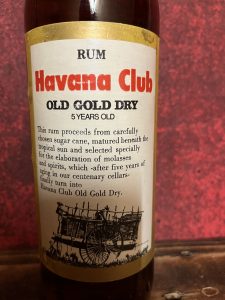 RUM
Havana Club
OLD GOLD DRY
5 YEARS OLD
This rum proceeds from carefully
chosen sugar cane, matured beneath the
tropical sun and selected specially
for the elaboration of molasses
and spirits, which -after five years of
aging in our centenary cellars-
finally turn into
Havana Club Old Gold Dry.